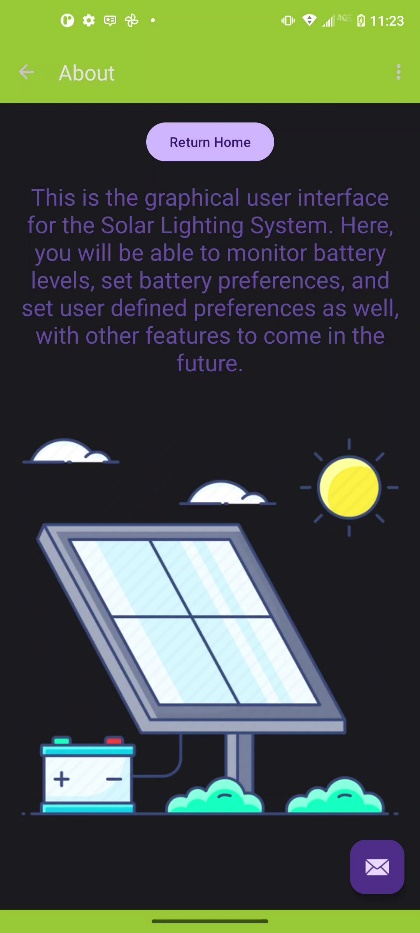 11:23
About
Return Home
This is the graphical user interface
for the Solar Lighting System. Here,
you will be able to monitor battery
levels, set battery preferences, and
set user defined preferences as well,
with other features to come in the
future.
+ −